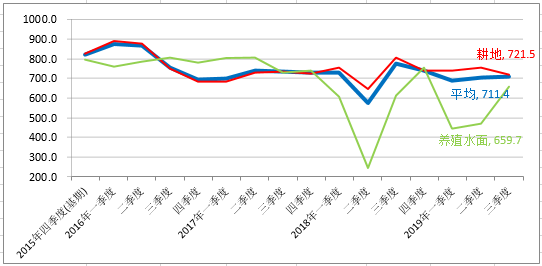 1000.0
900.0
800.0
700.0
600.0
500.0
400.0
300.0
200.0
耕地, 721.5
平均, 711.4
养殖水面, 659.7
2015年四季度(基期)
2016年一季度
二季度
三季度
四季度
2017年一季度
二季度
三季度
四季度
2018年一季度
二季度
三季度
四季度
2019年一季度
二季度
三季度